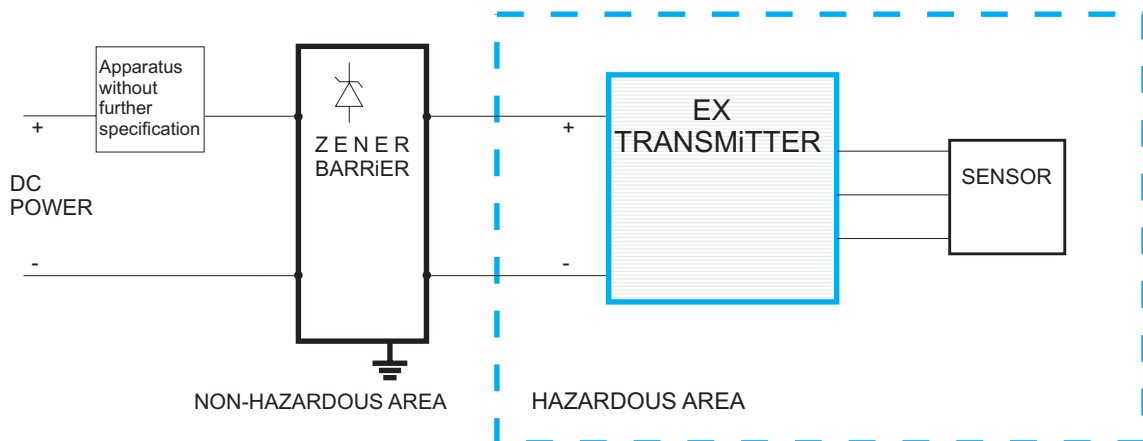 Apparatus
without
further
specification
+
DC
POWER
-
Z E N E R
BARRiER
NON-HAZARDOUS AREA
+
-
EX
TRANSMiTTER
SENSOR
HAZARDOUS AREA